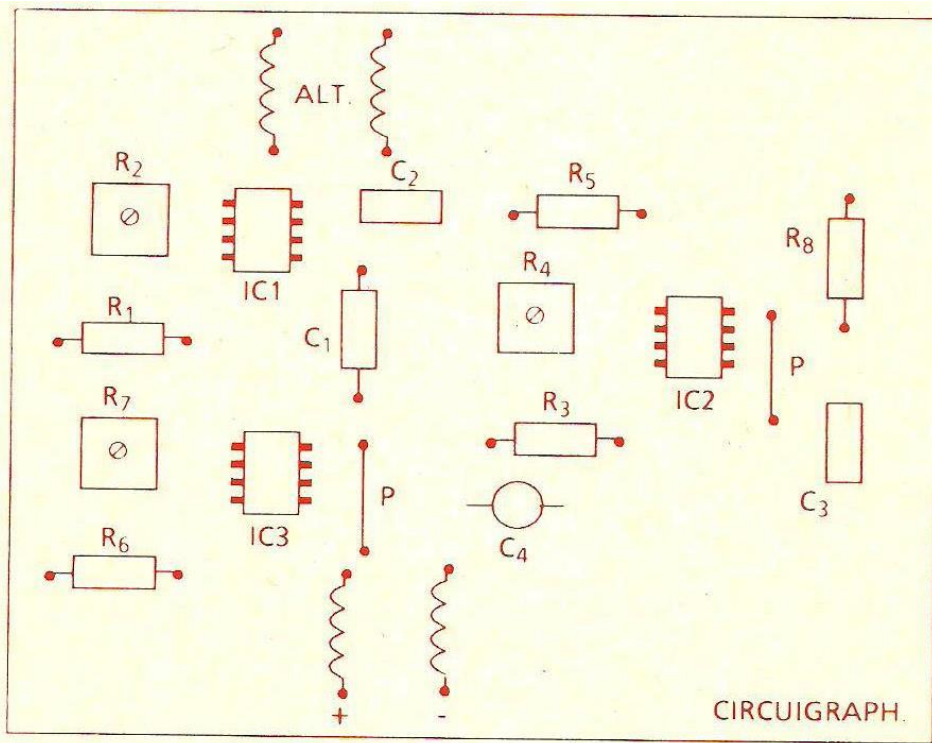 ALT.
R2
C2
R5
R8
IC1
R4
R1
C1
IC2
P
R7
R3
IC3
P
C3
R6
C4
+ -
CIRCUIGRAPH.